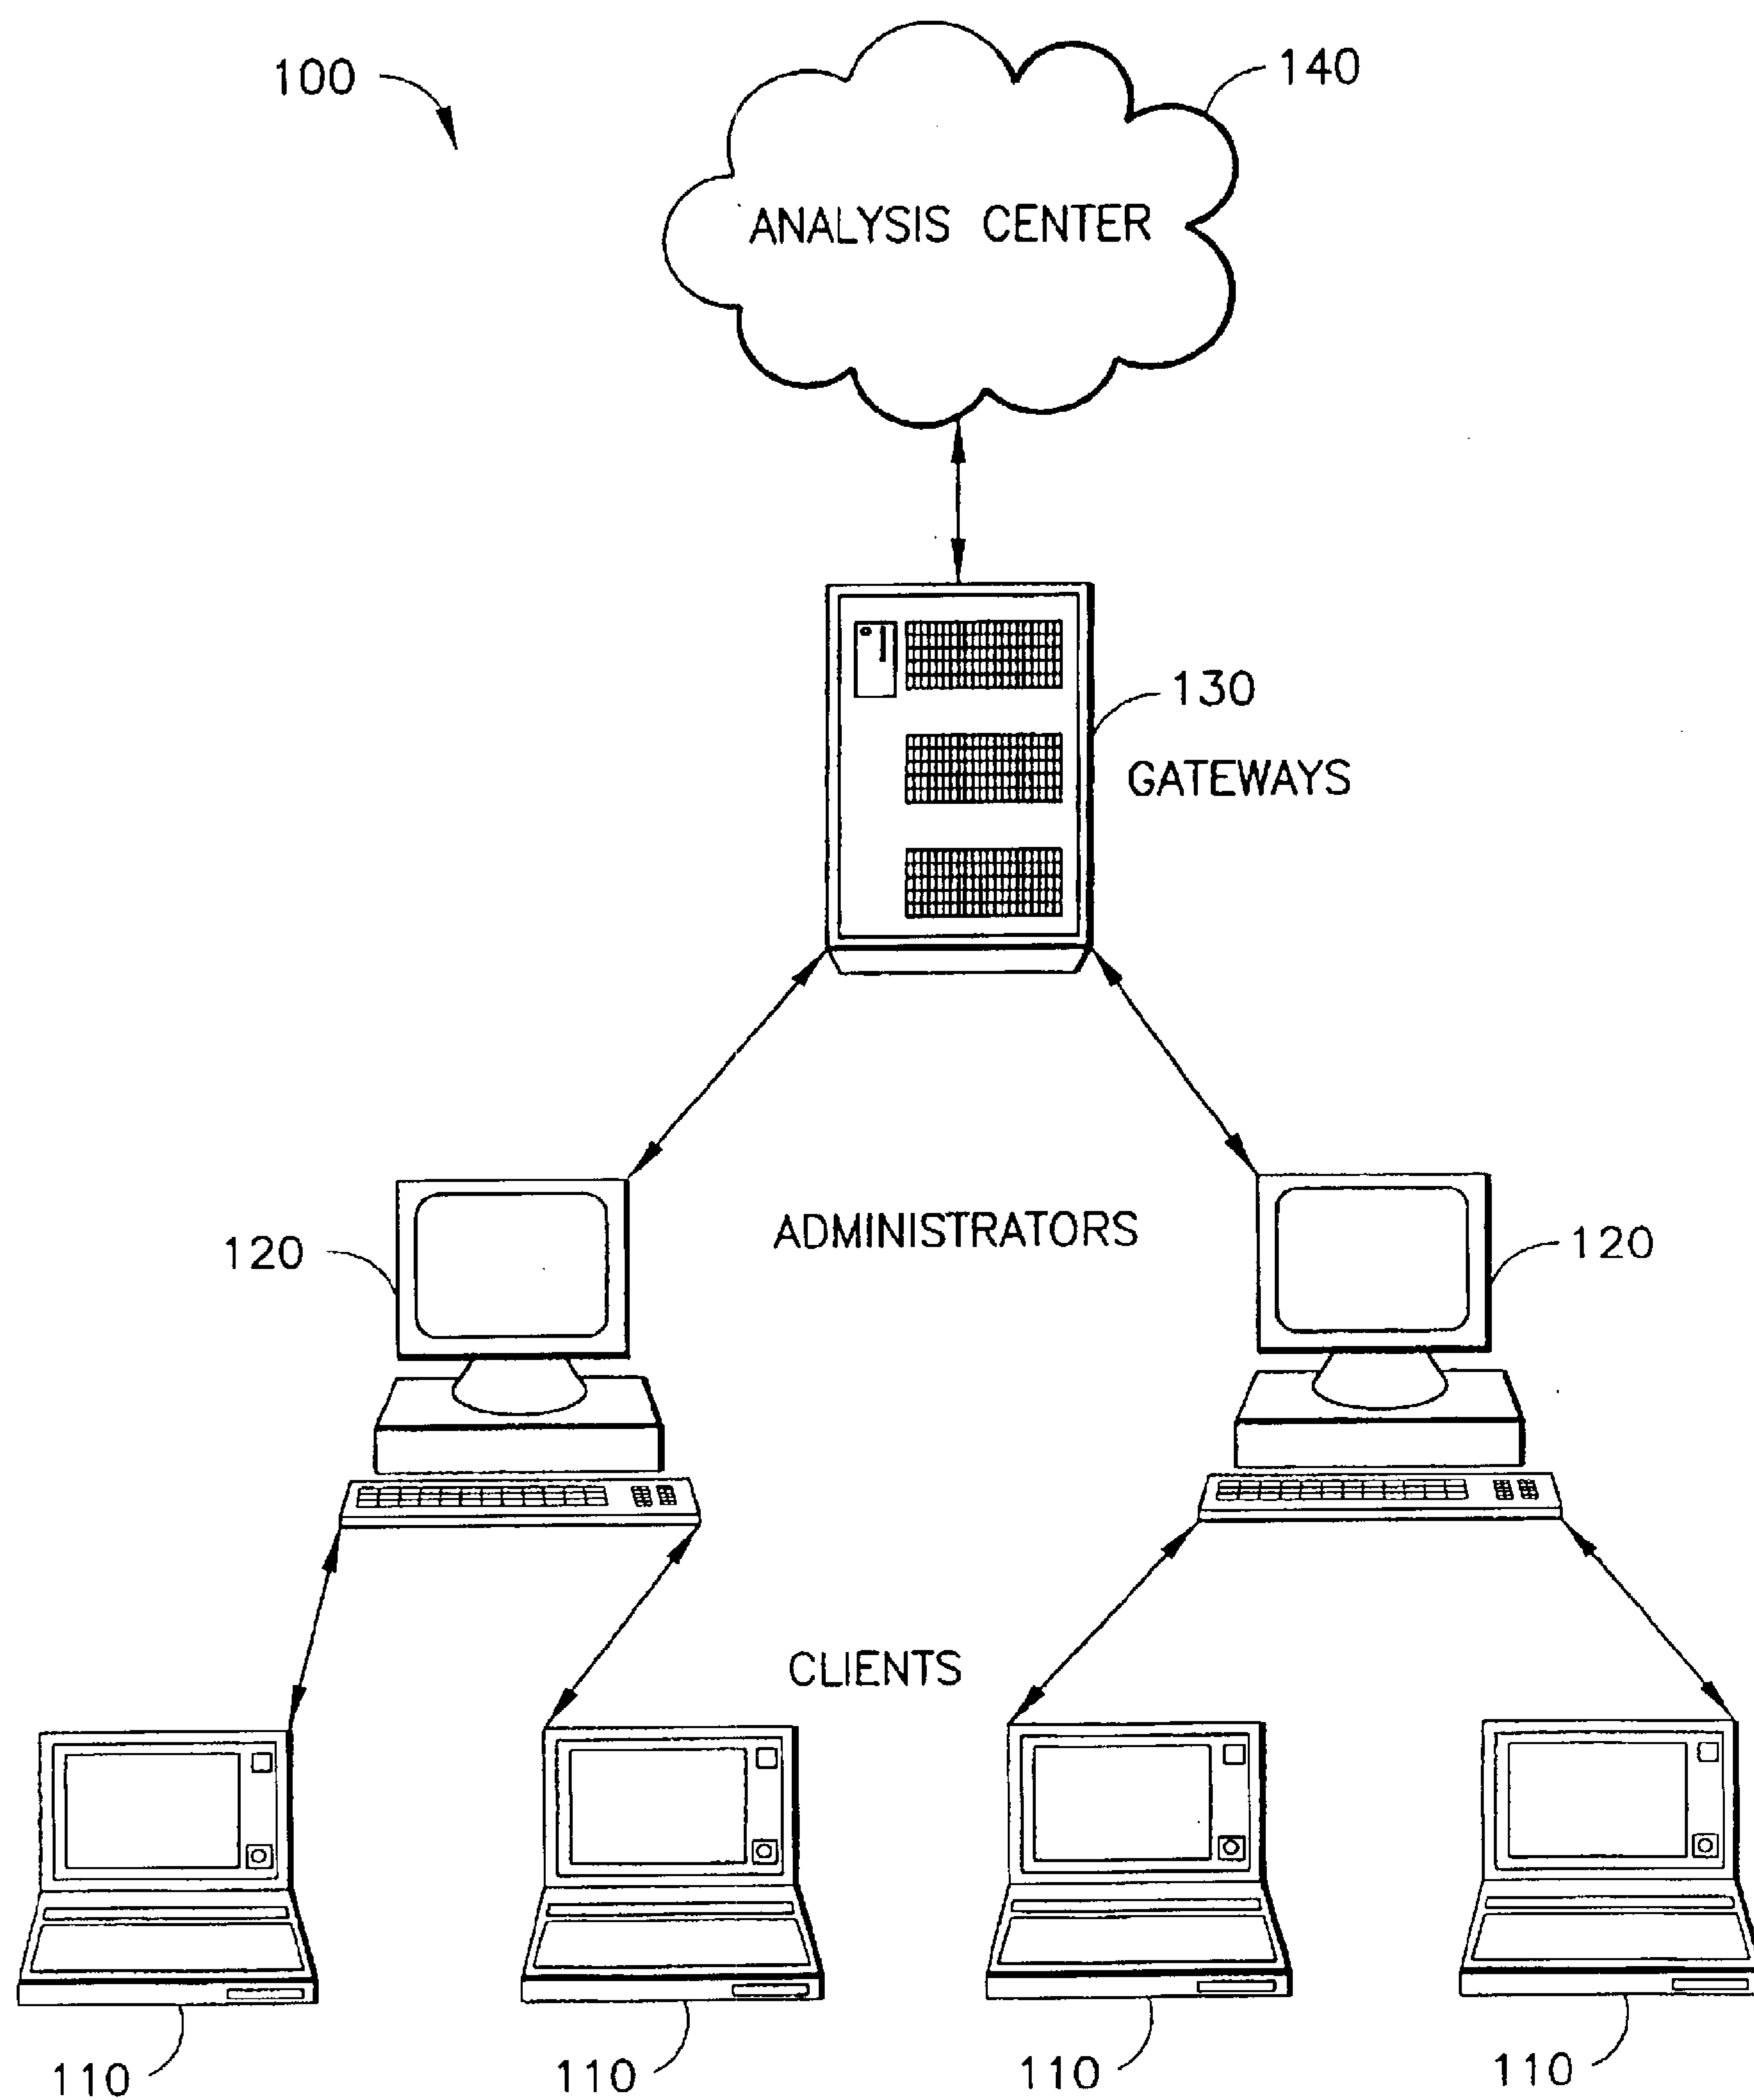 100
140
ANALYSIS CENTER
130
GATEWAYS
ADMINISTRATORS
120
120
CLIENTS
110
110
110
110